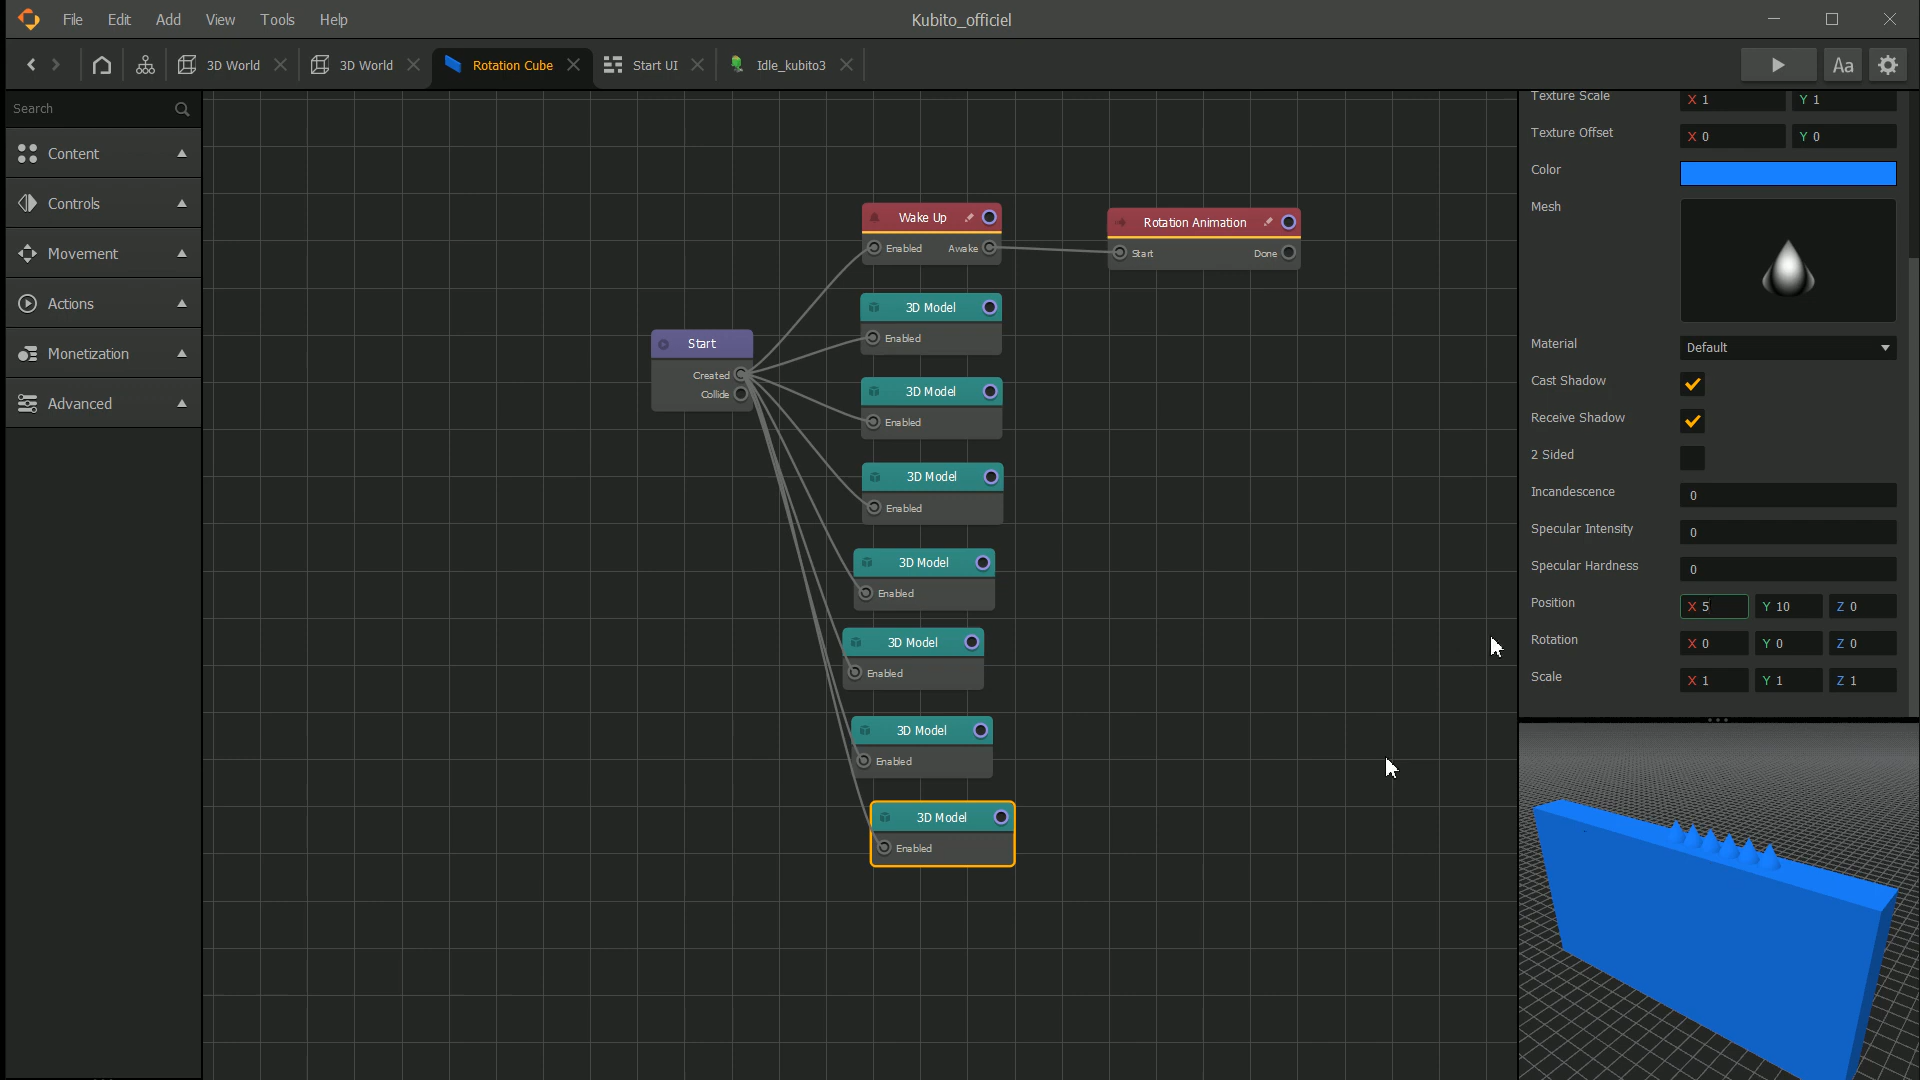 File Edit Add View Tools Help
Kubito_officiel
3D World
3D World
Rotation Cube
Start UI
Idle_kubito3
Aa
Search
Content
Controls
Movement
Actions
Monetization
Advanced
Start
Created
Collide
Wake Up
Enabled Awake
Rotation Animation
Start Done
3D Model
Enabled
3D Model
Enabled
3D Model
Enabled
3D Model
Enabled
3D Model
Enabled
3D Model
Enabled
3D Model
Enabled
Texture Scale X 1 Y 1
Texture Offset X 0 Y 0
Color
Mesh
Material Default
Cast Shadow
Receive Shadow
2 Sided
Incandescence 0
Specular Intensity 0
Specular Hardness 0
Position X 5 Y 10 Z 0
Rotation X 0 Y 0 Z 0
Scale X 1 Y 1 Z 1